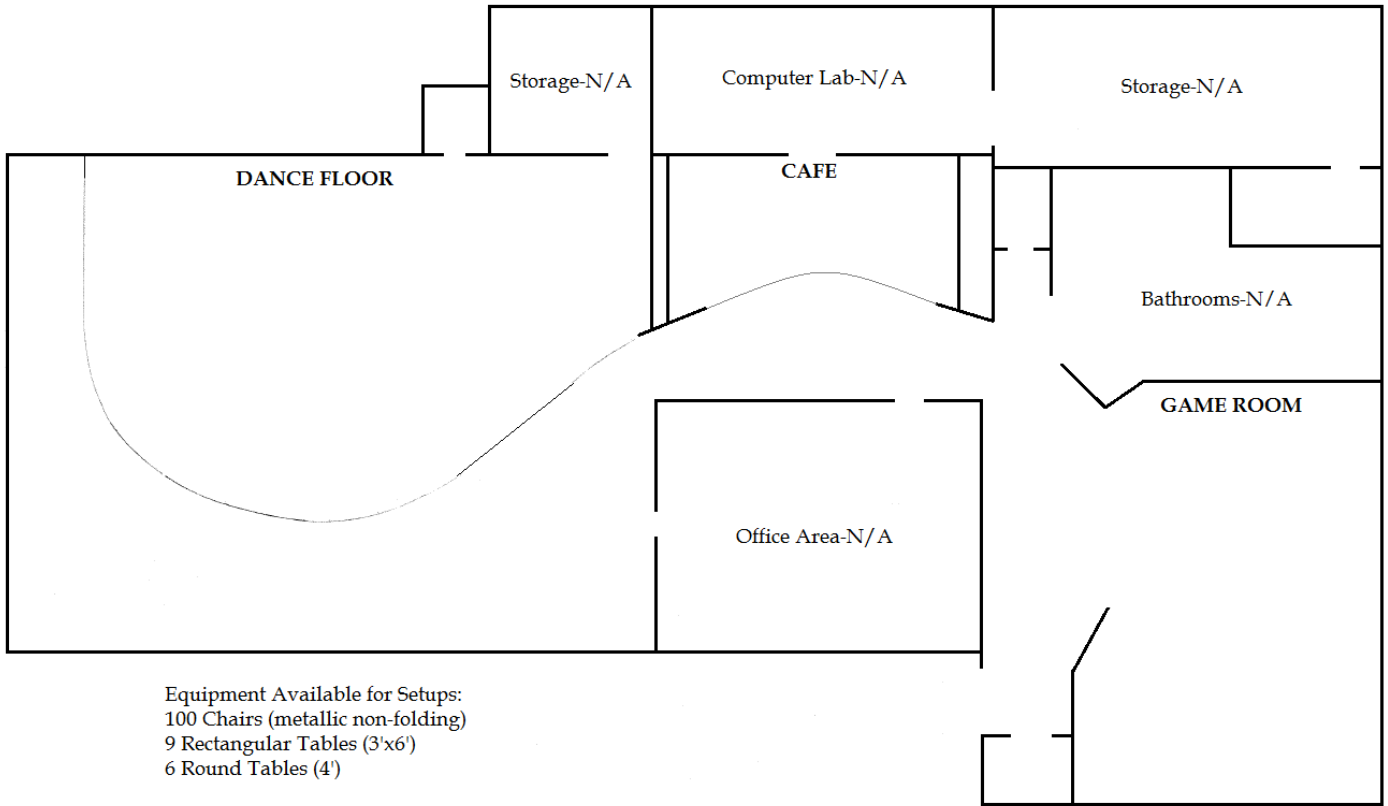 Storage-N/A
Computer Lab-N/A
Storage-N/A
DANCE FLOOR
CAFE
Bathrooms-N/A
GAME ROOM
Office Area-N/A
Equipment Available for Setups:
100 Chairs (metallic non-folding)
9 Rectangular Tables (3'x6')
6 Round Tables (4')